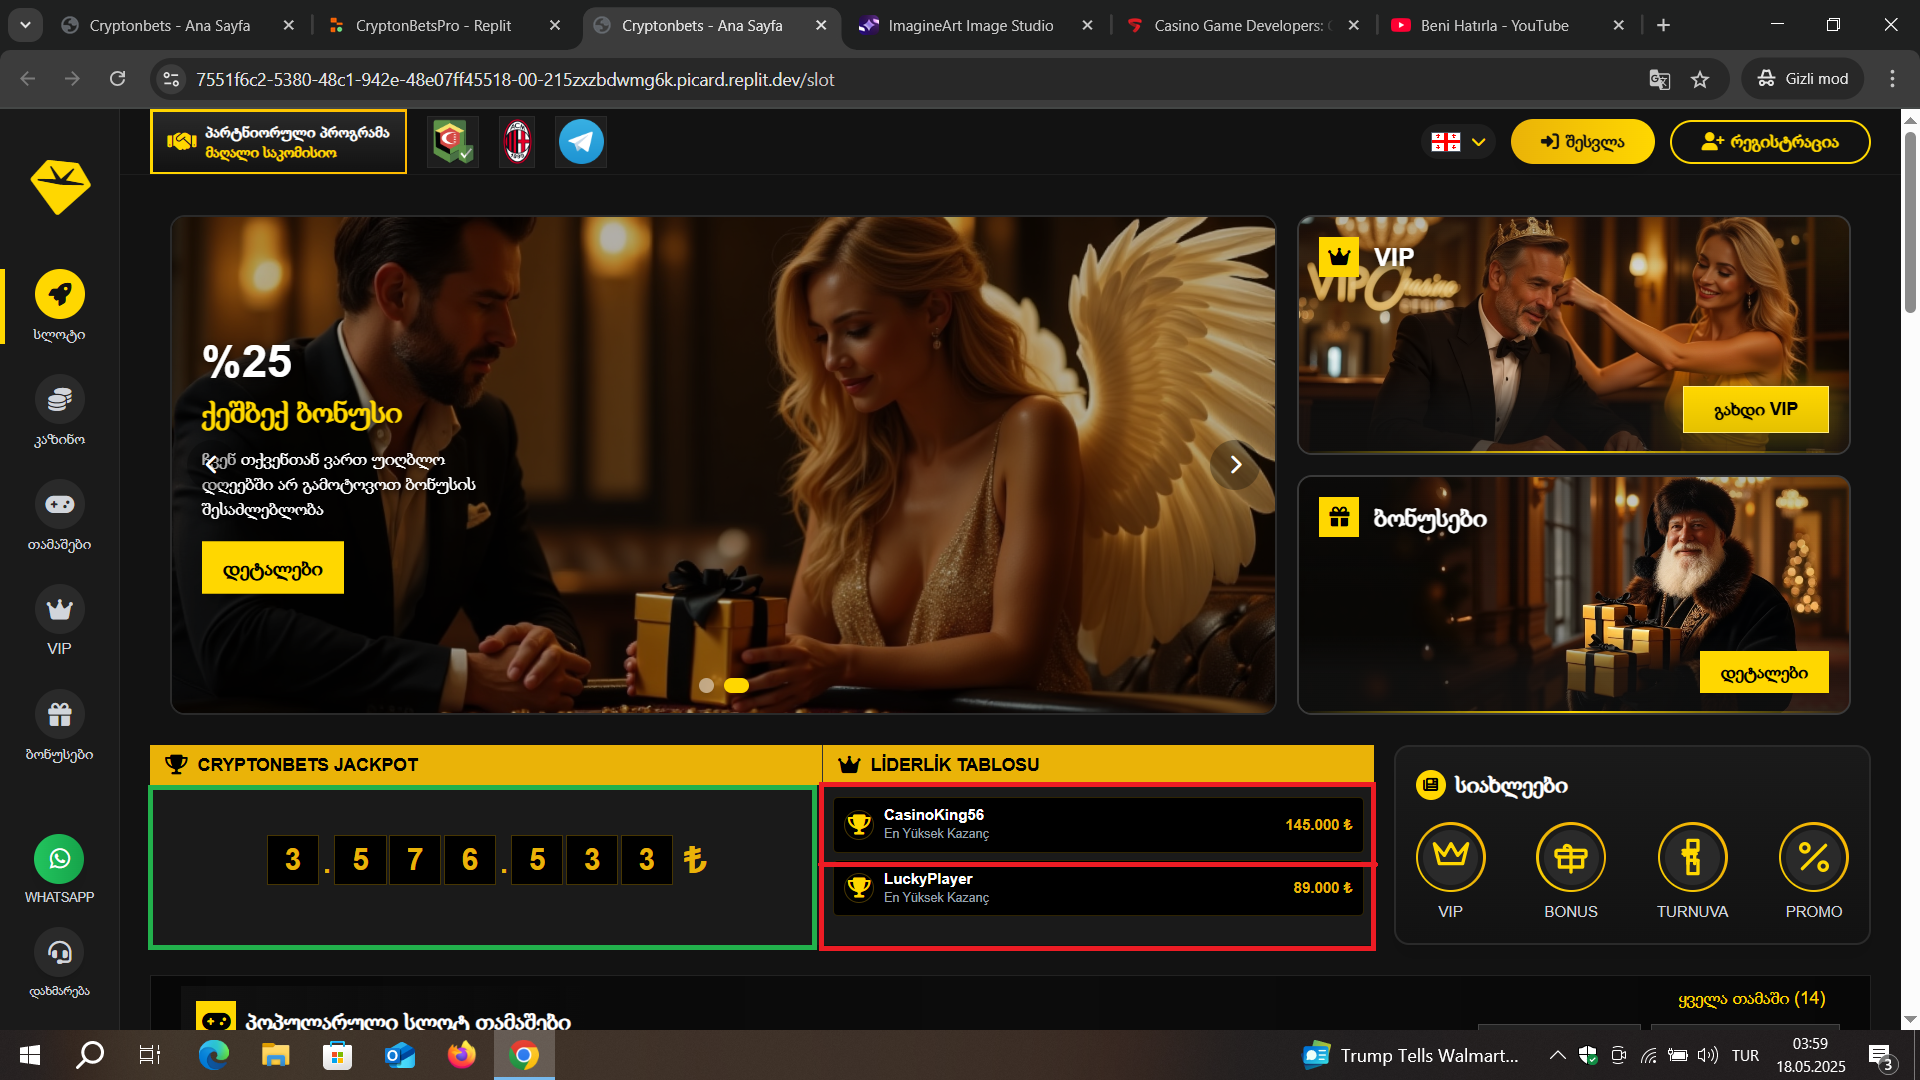 Cryptonbets - Ana Sayfa
CryptonBetsPro - Replit
Cryptonbets - Ana Sayfa
ImagineArt Image Studio
Casino Game Developers:
Beni Hatırla - YouTube
7551f6c2-5380-48c1-942e-48e07ff45518-00-215zxzbdwmg6k.picard.replit.dev/slot
Gizli mod
პარტნიორული პროგრამა
მაღალი საკომისიო
შესვლა
რეგისტრაცია
სლოტი
კაზინო
თამაშები
VIP
ბონუსები
WHATSAPP
დახმარება
%25
ქეშბექ ბონუსი
ჩვენ თქვენთან ვართ უიღბლო
დღეებში არ გამოტოვოთ ბონუსის
შესაძლებლობა
დეტალები
VIP
VIP Casino
გახდი VIP
ბონუსები
დეტალები
CRYPTONBETS JACKPOT
3.576.533 ₺
LİDERLİK TABLOSU
CasinoKing56
En Yüksek Kazanç
145.000 ₺
LuckyPlayer
En Yüksek Kazanç
89.000 ₺
სიახლეები
VIP
BONUS
TURNUVA
PROMO
პოპულარული სლოტ თამაშები
ყველა თამაში (14)
Trump Tells Walmart...
TUR
03:59
18.05.2025
3